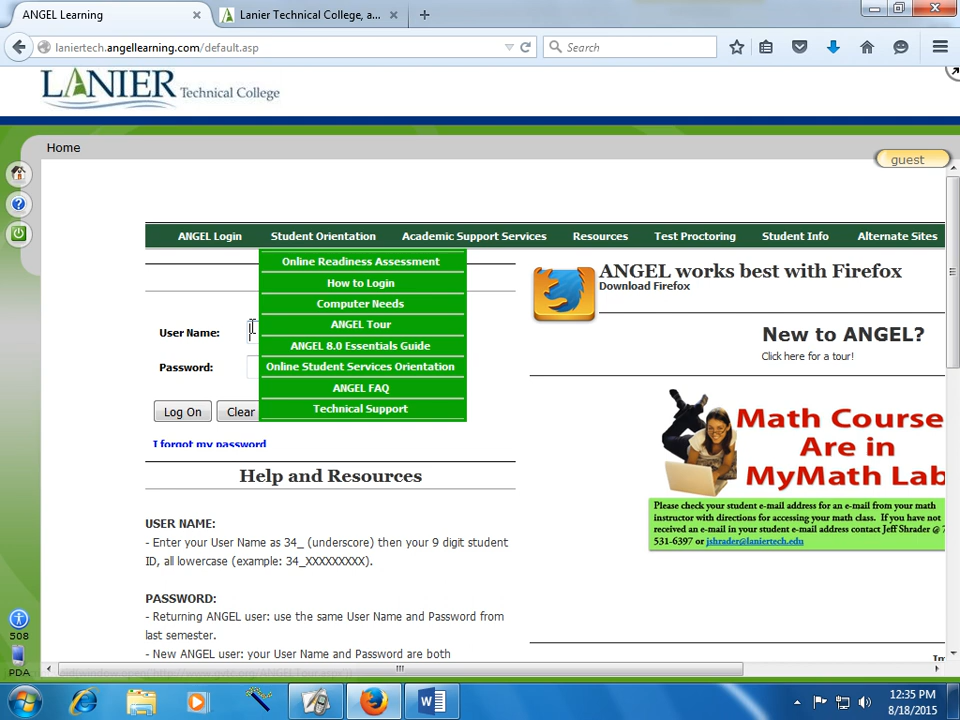 ANGEL Learning
Lanier Technical College, a...
laniertech.angellearning.com/default.asp
Search
LANIER Technical College
Home
guest
ANGEL Login
Student Orientation
Academic Support Services
Resources
Test Proctoring
Student Info
Alternate Sites
Online Readiness Assessment
How to Login
Computer Needs
ANGEL Tour
ANGEL 8.0 Essentials Guide
Online Student Services Orientation
ANGEL FAQ
Technical Support
User Name:
Password:
Log On
Clear
I forgot my password
ANGEL works best with Firefox
Download Firefox
New to ANGEL?
Click here for a tour!
Math Course
Are in
MyMath Lab
Please check your student e-mail address for an e-mail from your math
instructor with directions for accessing your math class. If you have not
received an e-mail in your student e-mail address contact Jeff Shrader @ 7
531-6397 or jshrader@laniertech.edu
Help and Resources
USER NAME:
- Enter your User Name as 34_ (underscore) then your 9 digit student
ID, all lowercase (example: 34_XXXXXXXXX).
PASSWORD:
- Returning ANGEL user: use the same User Name and Password from
last semester.
- New ANGEL user: your User Name and Password are both
508
PDA
12:35 PM
8/18/2015